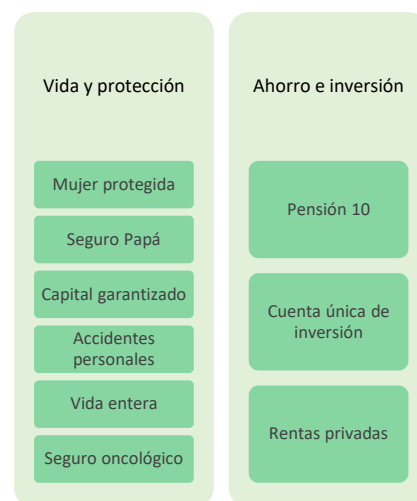 Vida y protección
Mujer protegida
Seguro Papá
Capital garantizado
Accidentes
personales
Vida entera
Seguro oncológico
Ahorro e inversión
Pensión 10
Cuenta única de
inversión
Rentas privadas